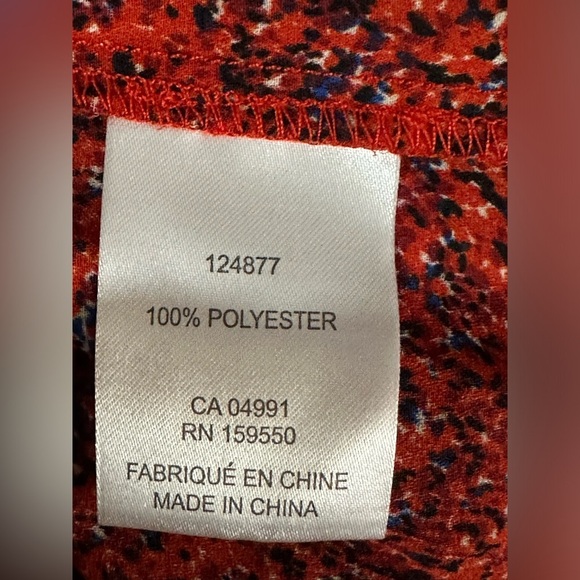 124877
100% POLYESTER
CA 04991
RN 159550
FABRIQUÉ EN CHINE
MADE IN CHINA